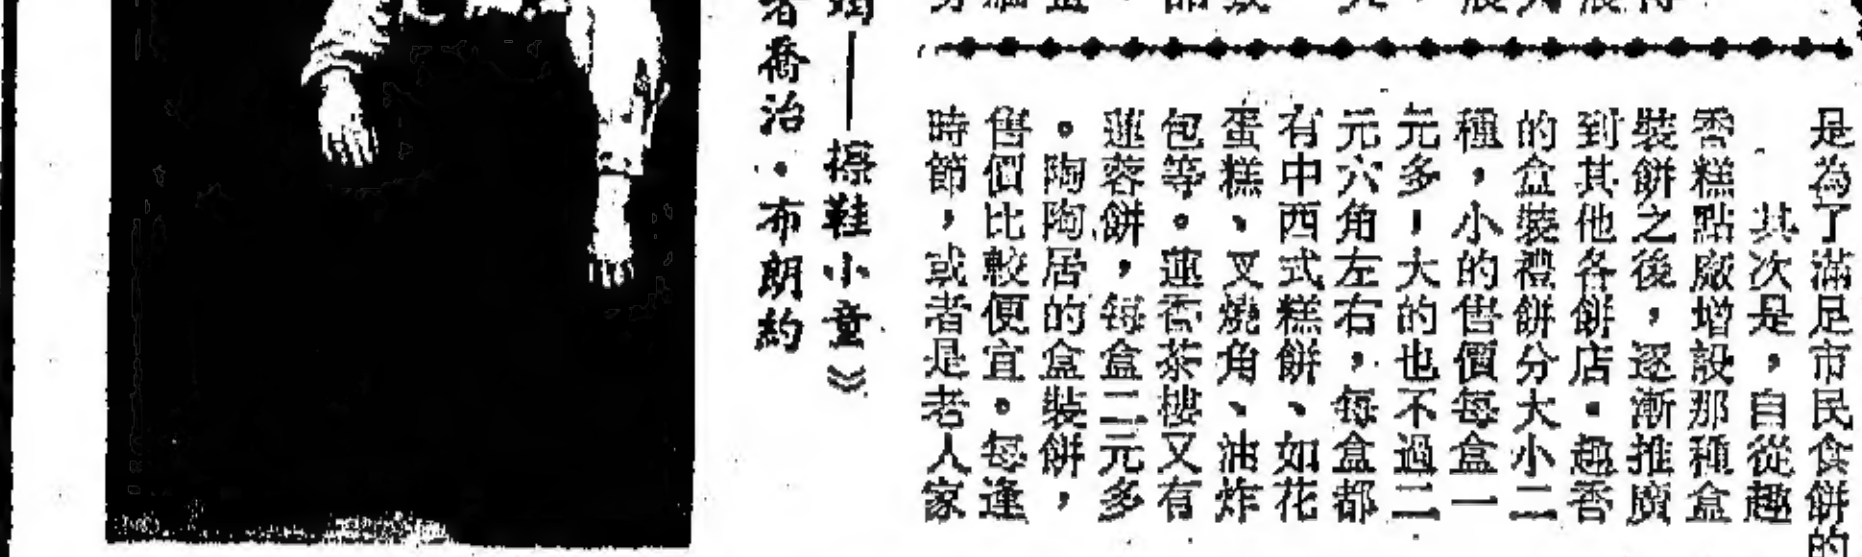 是為了滿足市民食餅的
其次是，自從趣
香糕點廠增設那種盒
裝餅之後，逐漸推廣
到其他各餅店。趣香
的盒裝禮餅分大小二
種，小的售價每盒一
元多，大的也不過二
元六角左右，每盒都
有中西式糕餅、如花
蛋糕、叉燒角、油炸
包等。蓮香茶樓又有
蓮蓉餅，每盒二元多
。陶陶居的盒裝餅，
售價比較便宜。每逢
時節，或者是老人家
——擦鞋小童》
喬治·布朗約